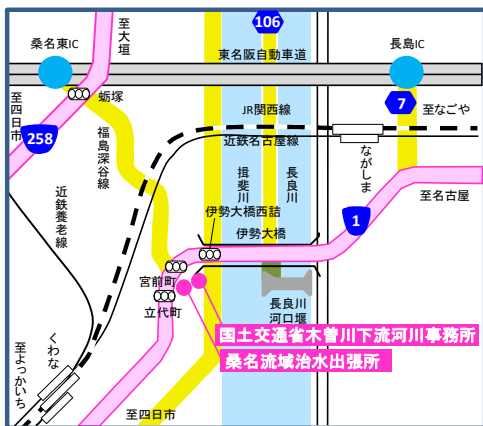 至大垣
106
桑名東IC
長島IC
東名阪自動車道
蛎塚
至四日市
7
258
福島深谷線
JR関西線
至なごや
近鉄名古屋線
ながしま
揖斐川
長良川
近鉄養老線
至名古屋
伊勢大橋西詰
伊勢大橋
1
宮前町
立代町
長良川
河口堰
国土交通省木曽川下流河川事務所
桑名流域治水出張所
くわな
至よっかいち
至四日市